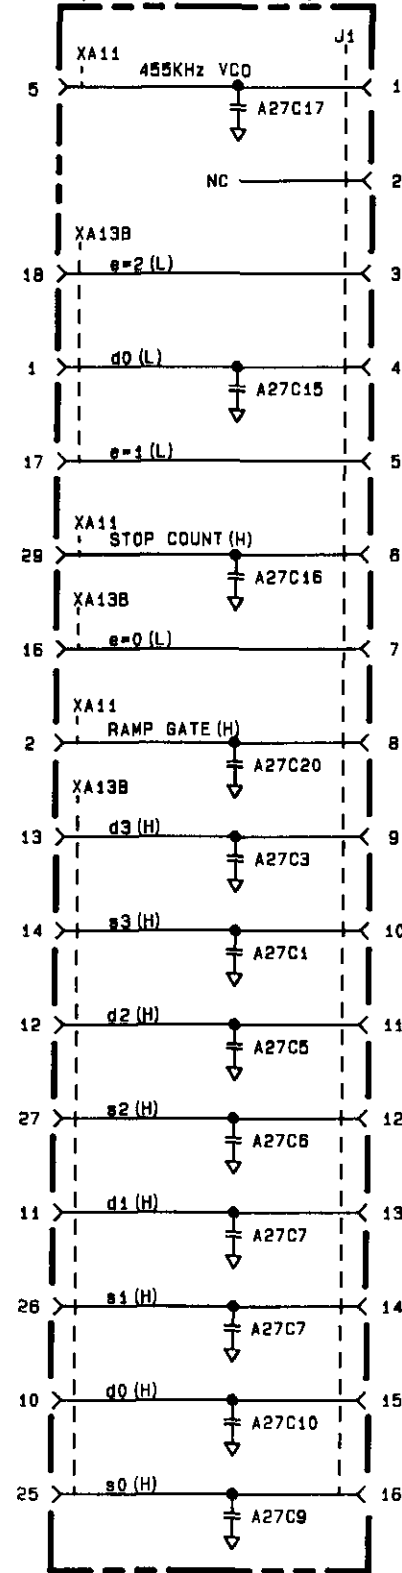 J1
XA11
455KHz VCO
5 1
A27C17
NC 2
XA13B
18 e=2(L) 3
1 d0(L) 4
A27C15
17 e=1(L) 5
XA11
29 STOP COUNT(H) 6
A27C16
XA13B
16 e=0(L) 7
XA11
2 RAMP GATE(H) 8
A27C20
XA13B
13 d3(H) 9
A27C3
14 s3(H) 10
A27C1
12 d2(H) 11
A27C5
27 s2(H) 12
A27C6
11 d1(H) 13
A27C7
26 s1(H) 14
A27C7
10 d0(H) 15
A27C10
25 s0(H) 16
A27C9